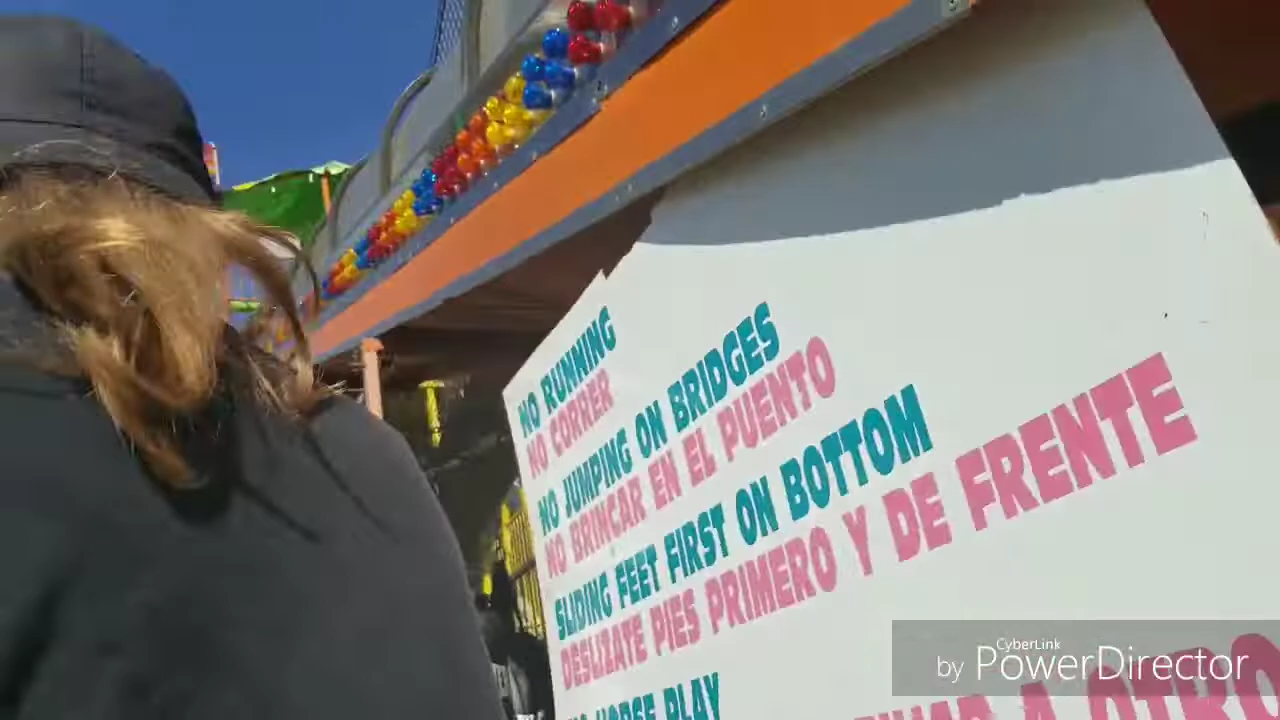 NO RUNNING
NO CORRER
NO JUMPING ON BRIDGES
NO BRINCAR EN EL PUENTO
SLIDING FEET FIRST ON BOTTOM
DESLIZATE PIES PRIMERO Y DE FRENTE
HORSE PLAY
A OTRO
CyberLink
by PowerDirector